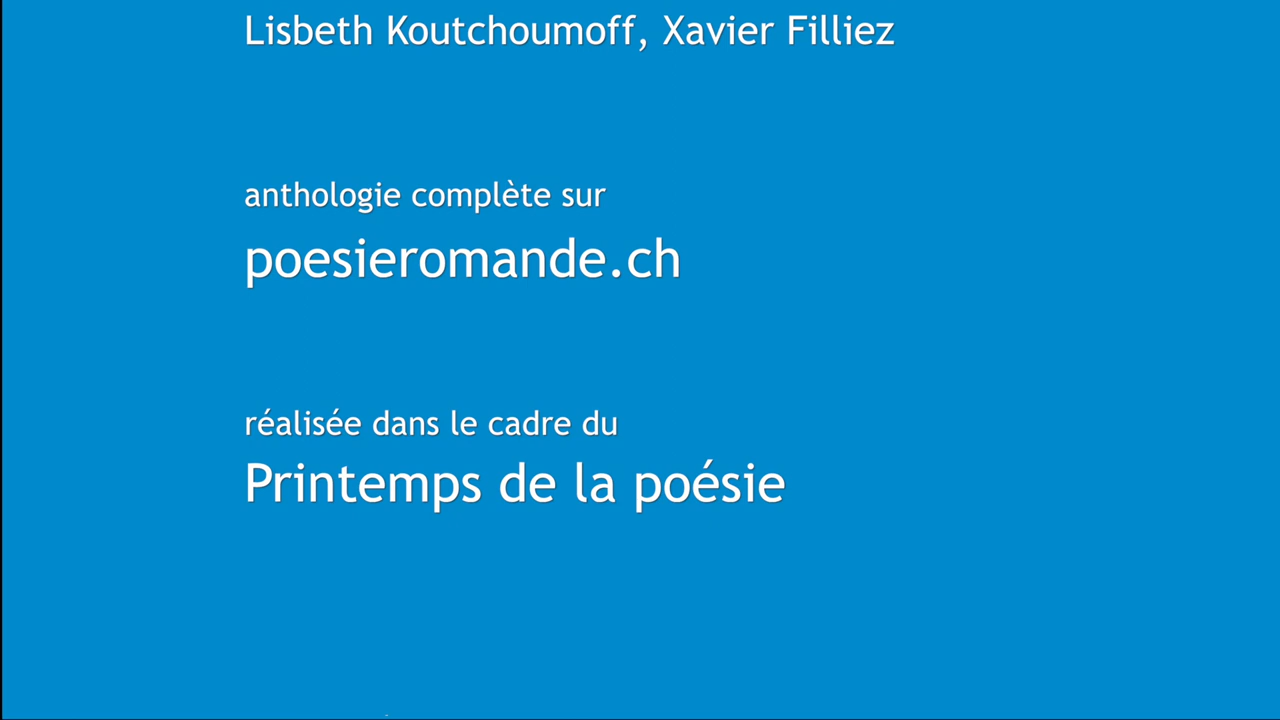 Lisbeth Koutchoumoff, Xavier Filliez
anthologie complète sur
poesieromande.ch
réalisée dans le cadre du
Printemps de la poésie